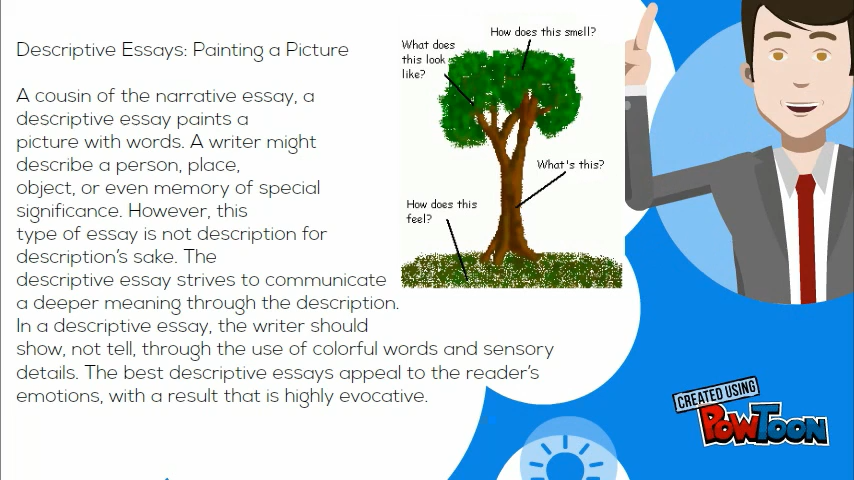 Descriptive Essays: Painting a Picture
A cousin of the narrative essay, a
descriptive essay paints a
picture with words. A writer might
describe a person, place,
object, or even memory of special
significance. However, this
type of essay is not description for
description's sake. The
descriptive essay strives to communicate
a deeper meaning through the description.
In a descriptive essay, the writer should
show, not tell, through the use of colorful words and sensory
details. The best descriptive essays appeal to the reader's
emotions, with a result that is highly evocative.
How does this smell?
What does
this look
like?
What's this?
How does this
feel?
CREATED USING
POWTOON